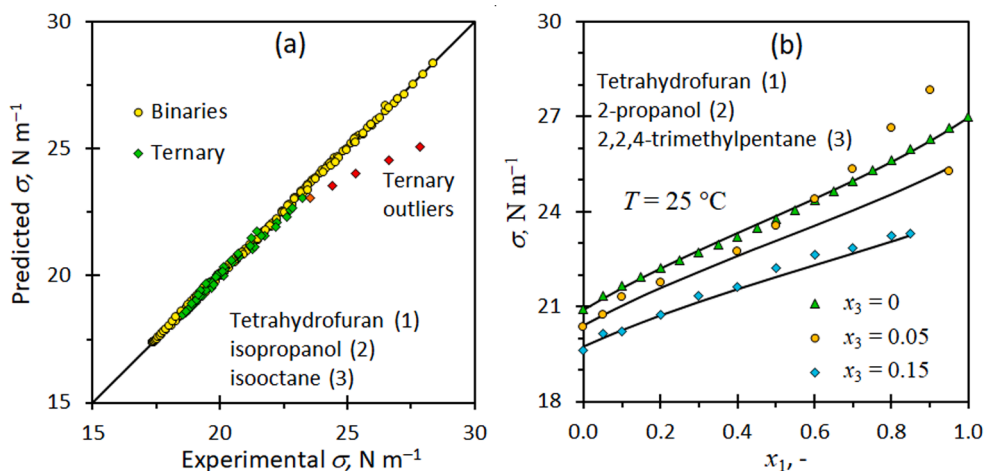 30
25
20
15
Predicted σ, N m⁻¹
(a)
Binaries
Ternary
Ternary
outliers
Tetrahydrofuran (1)
isopropanol (2)
isooctane (3)
15 20 25 30
Experimental σ, N m⁻¹
30
27
24
21
18
σ, N m⁻¹
(b)
Tetrahydrofuran (1)
2-propanol (2)
2,2,4-trimethylpentane (3)
T = 25 °C
x₃ = 0
x₃ = 0.05
x₃ = 0.15
0.0 0.2 0.4 0.6 0.8 1.0
x₁, -